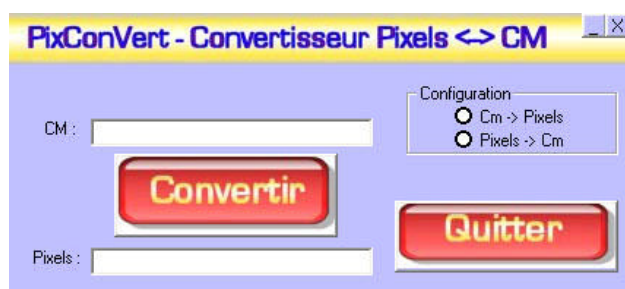 PixConVert - Convertisseur Pixels <-> CM
_ X
Configuration
Cm -> Pixels
CM :
Pixels -> Cm
Convertir
Quitter
Pixels :